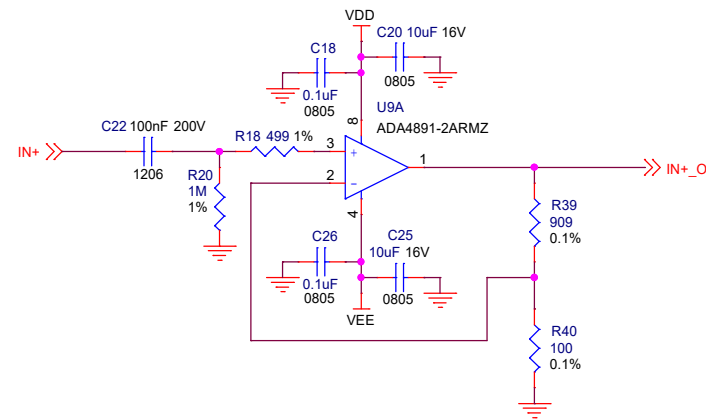 VDD
C20 10uF 16V
0805
C18
0.1uF
0805
U9A
ADA4891-2ARMZ
8
C22 100nF 200V
1206
IN+
R18 499 1%
3
+
2
-
1
4
IN+_O
R20
1M
1%
R39
909
0.1%
C26
0.1uF
0805
C25
10uF 16V
0805
VEE
R40
100
0.1%